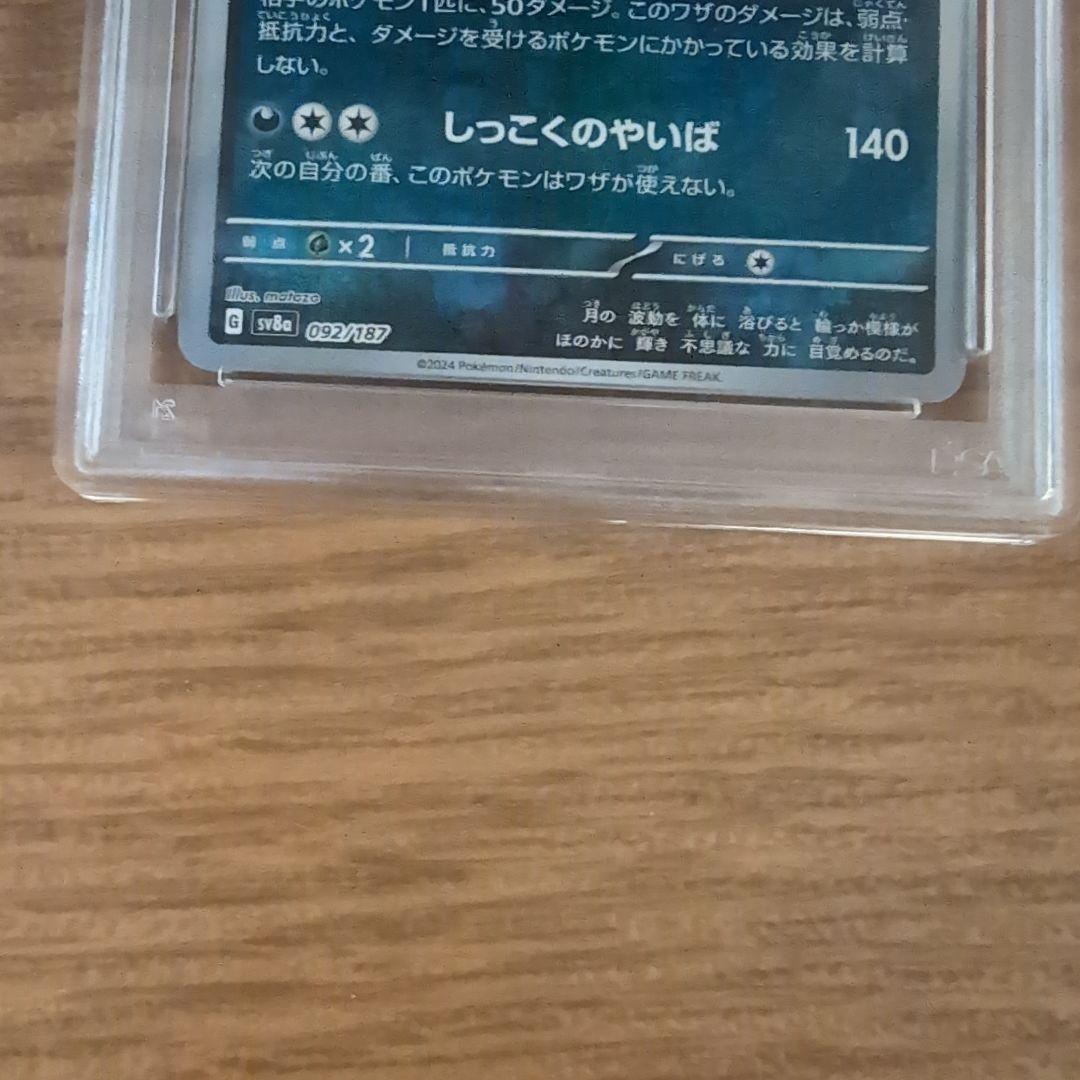 相手のポケモン1匹に、50ダメージ。このワザのダメージは、弱点・
抵抗力と、ダメージを受けるポケモンにかかっている効果を計算
しない。
しっこくのやいば 140
次の自分の番、このポケモンはワザが使えない。
弱点 ×2 抵抗力 にげる
Illus. matazo
G sv8a 092/187
月の 波動を 体に 浴びると 輪っか模様が
ほのかに 輝き 不思議な 力に 目覚めるのだ。
©2024 Pokémon/Nintendo/Creatures/GAME FREAK.